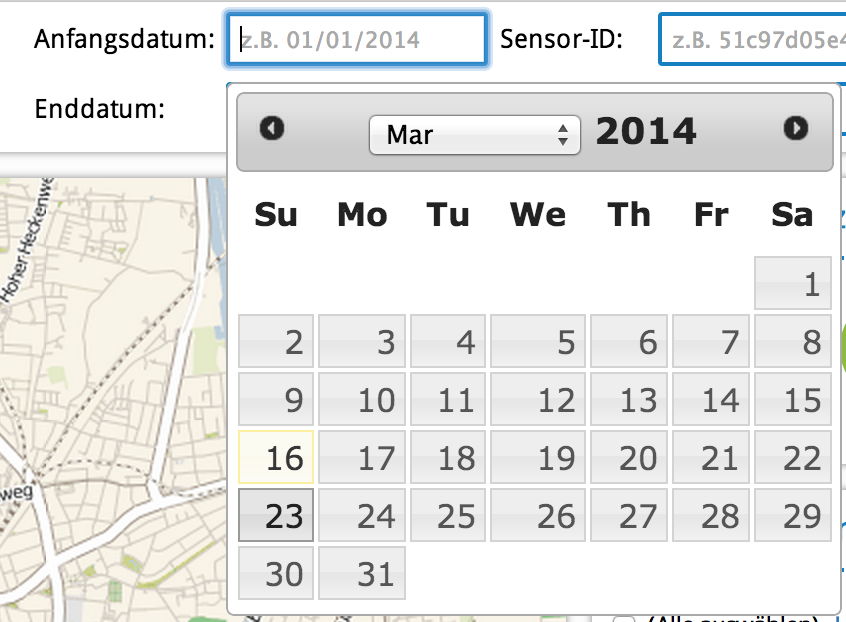 Anfangsdatum: z.B. 01/01/2014 Sensor-ID: z.B. 51c97d05e4
Enddatum:
Mar 2014
Su Mo Tu We Th Fr Sa
1
2 3 4 5 6 7 8
9 10 11 12 13 14 15
16 17 18 19 20 21 22
23 24 25 26 27 28 29
30 31
Hoher Heckenwe
weg
(Alle auswählen)